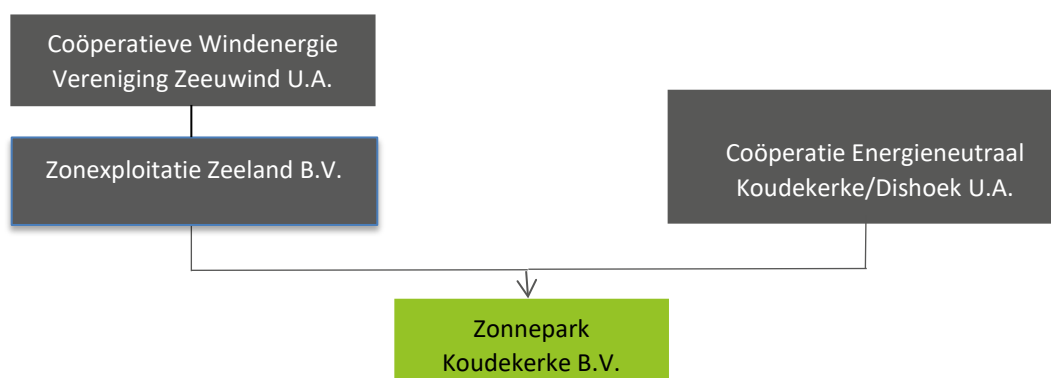 Coöperatieve Windenergie
Vereniging Zeeuwind U.A.
Zonexploitatie Zeeland B.V.
Coöperatie Energieneutraal
Koudekerke/Dishoek U.A.
Zonnepark
Koudekerke B.V.